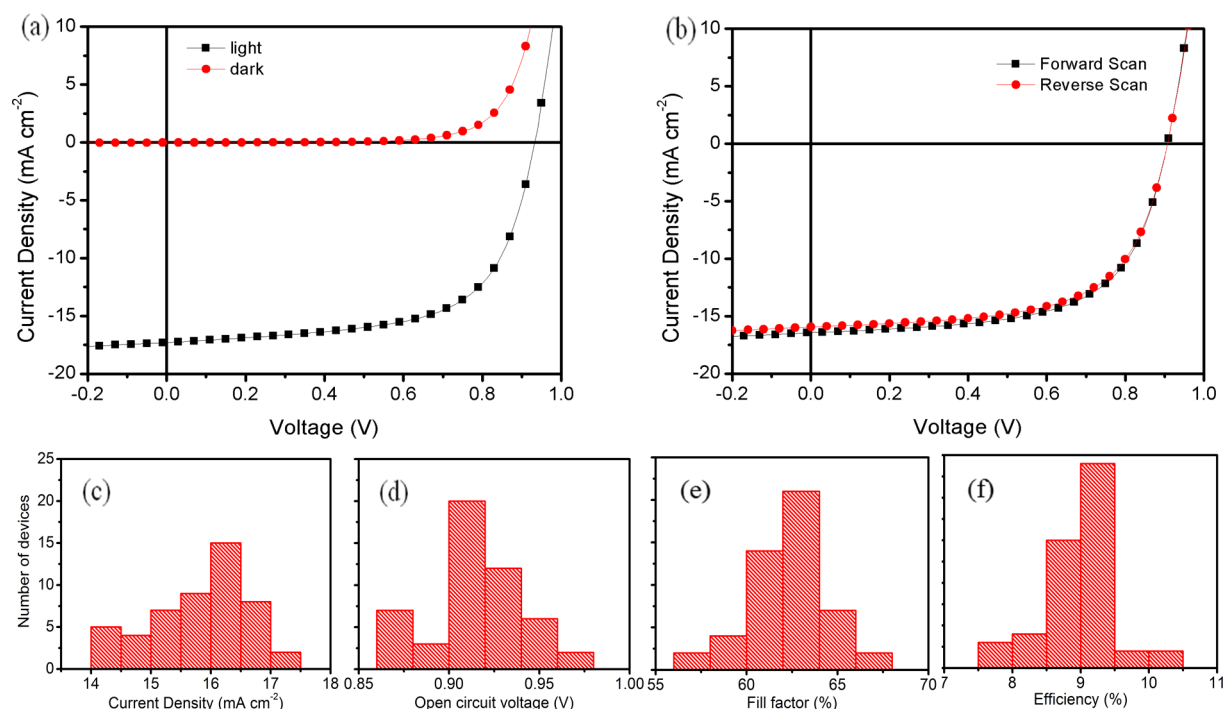 (a)
light
dark
10
5
0
-5
-10
-15
-20
-0.2 0.0 0.2 0.4 0.6 0.8 1.0
Current Density (mA cm-2)
Voltage (V)
(b)
Forward Scan
Reverse Scan
10
5
0
-5
-10
-15
-20
-0.2 0.0 0.2 0.4 0.6 0.8 1.0
Current Density (mA cm-2)
Voltage (V)
(c)
25
20
15
10
5
0
Number of devices
14 15 16 17 18
Current Density (mA cm-2)
(d)
0.85 0.90 0.95 1.00
Open circuit voltage (V)
(e)
55 60 65 70
Fill factor (%)
(f)
7 8 9 10 11
Efficiency (%)